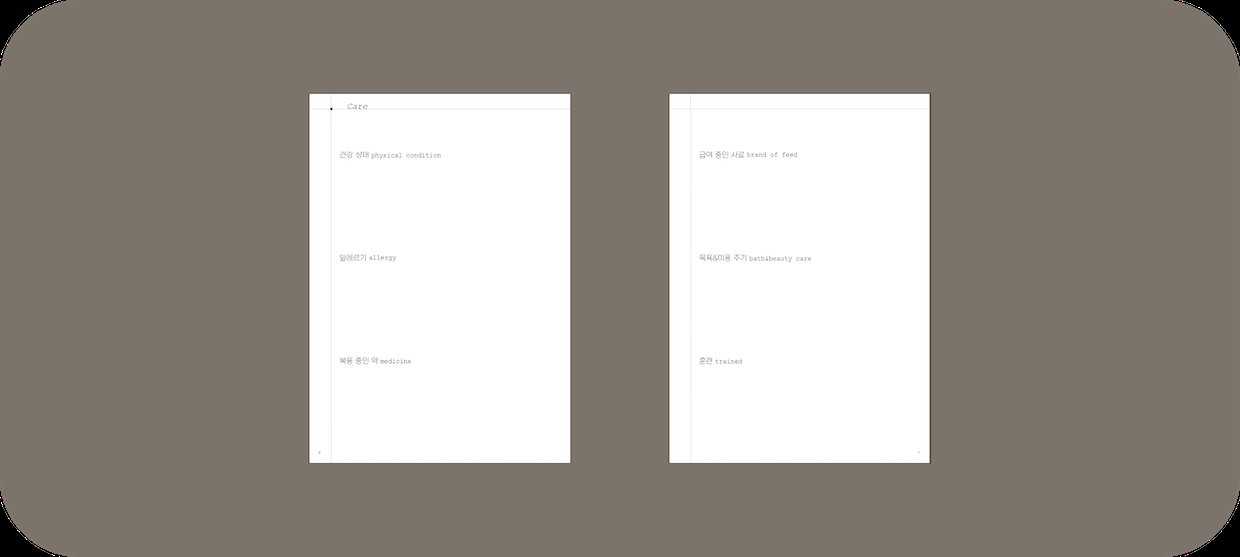 Care
건강 상태 physical condition
알레르기 allergy
복용 중인 약 medicine
급여 중인 사료 brand of feed
목욕&미용 주기 bath&beauty care
훈련 trained